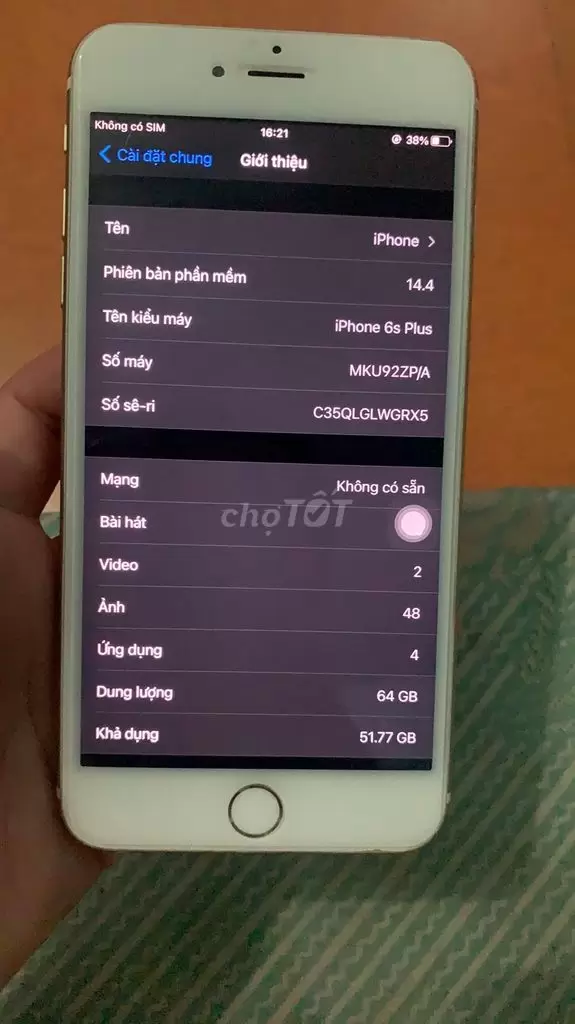 Không có SIM 16:21 @ 38%
Cài đặt chung Giới thiệu
Tên iPhone
Phiên bản phần mềm 14.4
Tên kiểu máy iPhone 6s Plus
Số máy MKU92ZP/A
Số sê-ri C35QLGLWGRX5
Mạng Không có sẵn
Bài hát
chợTỐT
Video 2
Ảnh 48
Ứng dụng 4
Dung lượng 64 GB
Khả dụng 51.77 GB